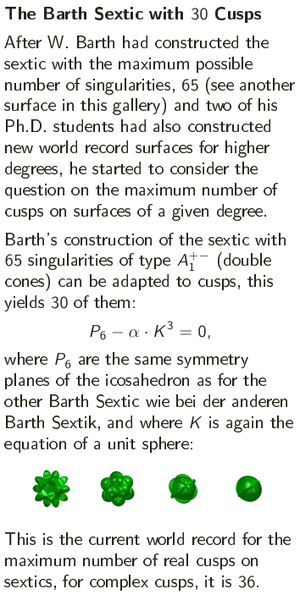 The Barth Sextic with 30 Cusps
After W. Barth had constructed the
sextic with the maximum possible
number of singularities, 65 (see another
surface in this gallery) and two of his
Ph.D. students had also constructed
new world record surfaces for higher
degrees, he started to consider the
question on the maximum number of
cusps on surfaces of a given degree.
Barth's construction of the sextic with
65 singularities of type A₁⁺⁻ (double
cones) can be adapted to cusps, this
yields 30 of them:
P₆ − α · K³ = 0,
where P₆ are the same symmetry
planes of the icosahedron as for the
other Barth Sextic wie bei der anderen
Barth Sextik, and where K is again the
equation of a unit sphere:
This is the current world record for the
maximum number of real cusps on
sextics, for complex cusps, it is 36.